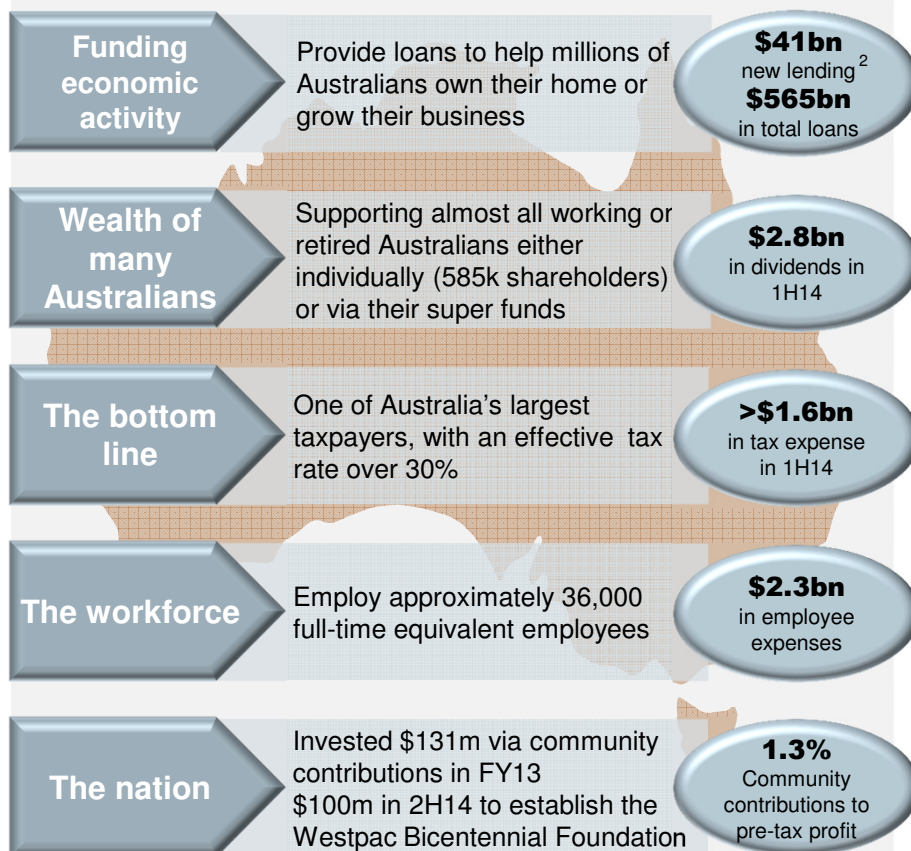 Funding
economic
activity
Provide loans to help millions of
Australians own their home or
grow their business
$41bn
new lending2
$565bn
in total loans
Wealth of
many
Australians
Supporting almost all working or
retired Australians either
individually (585k shareholders)
or via their super funds
$2.8bn
in dividends in
1H14
The bottom
line
One of Australia’s largest
taxpayers, with an effective tax
rate over 30%
>$1.6bn
in tax expense
in 1H14
The workforce
Employ approximately 36,000
full-time equivalent employees
$2.3bn
in employee
expenses
The nation
Invested $131m via community
contributions in FY13
$100m in 2H14 to establish the
Westpac Bicentennial Foundation
1.3%
Community
contributions to
pre-tax profit